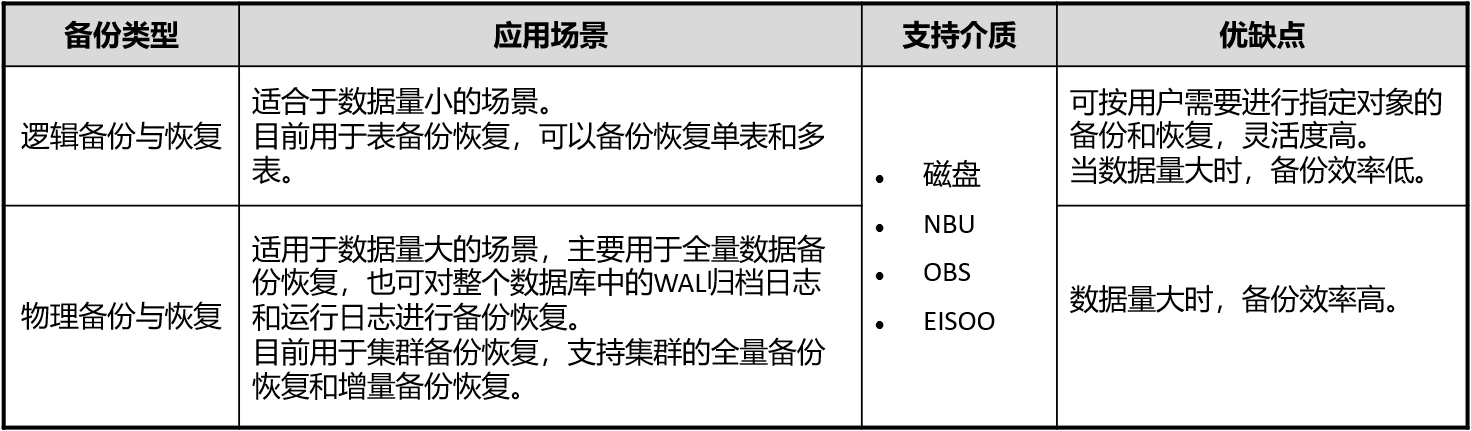 备份类型
应用场景
支持介质
优缺点
逻辑备份与恢复
适合于数据量小的场景。
目前用于表备份恢复，可以备份恢复单表和多
表。
• 磁盘
• NBU
• OBS
• EISOO
可按用户需要进行指定对象的
备份和恢复，灵活度高。
当数据量大时，备份效率低。
物理备份与恢复
适用于数据量大的场景，主要用于全量数据备
份恢复，也可对整个数据库中的WAL归档日志
和运行日志进行备份恢复。
目前用于集群备份恢复，支持集群的全量备份
恢复和增量备份恢复。
数据量大时，备份效率高。